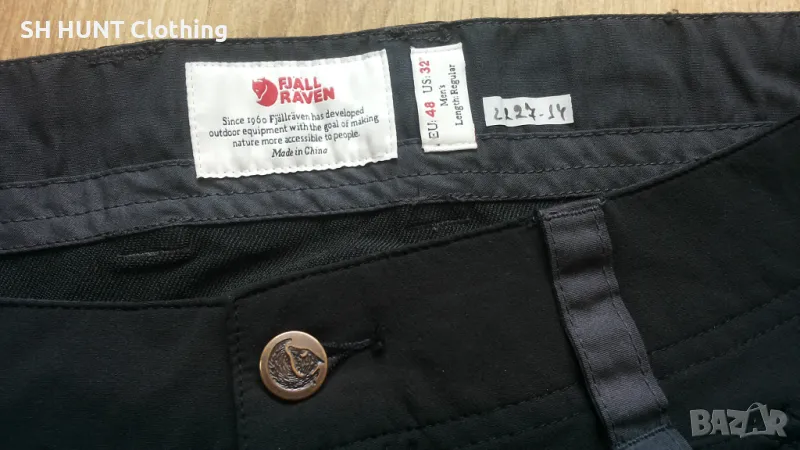 SH HUNT Clothing
FJÄLL
RÄVEN
Since 1960 Fjällräven has developed
outdoor equipment with the goal of making
nature more accessible to people.
Made in China
EU: 48 US: 32"
Men's
Length: Regular
2227-14
BAZAR